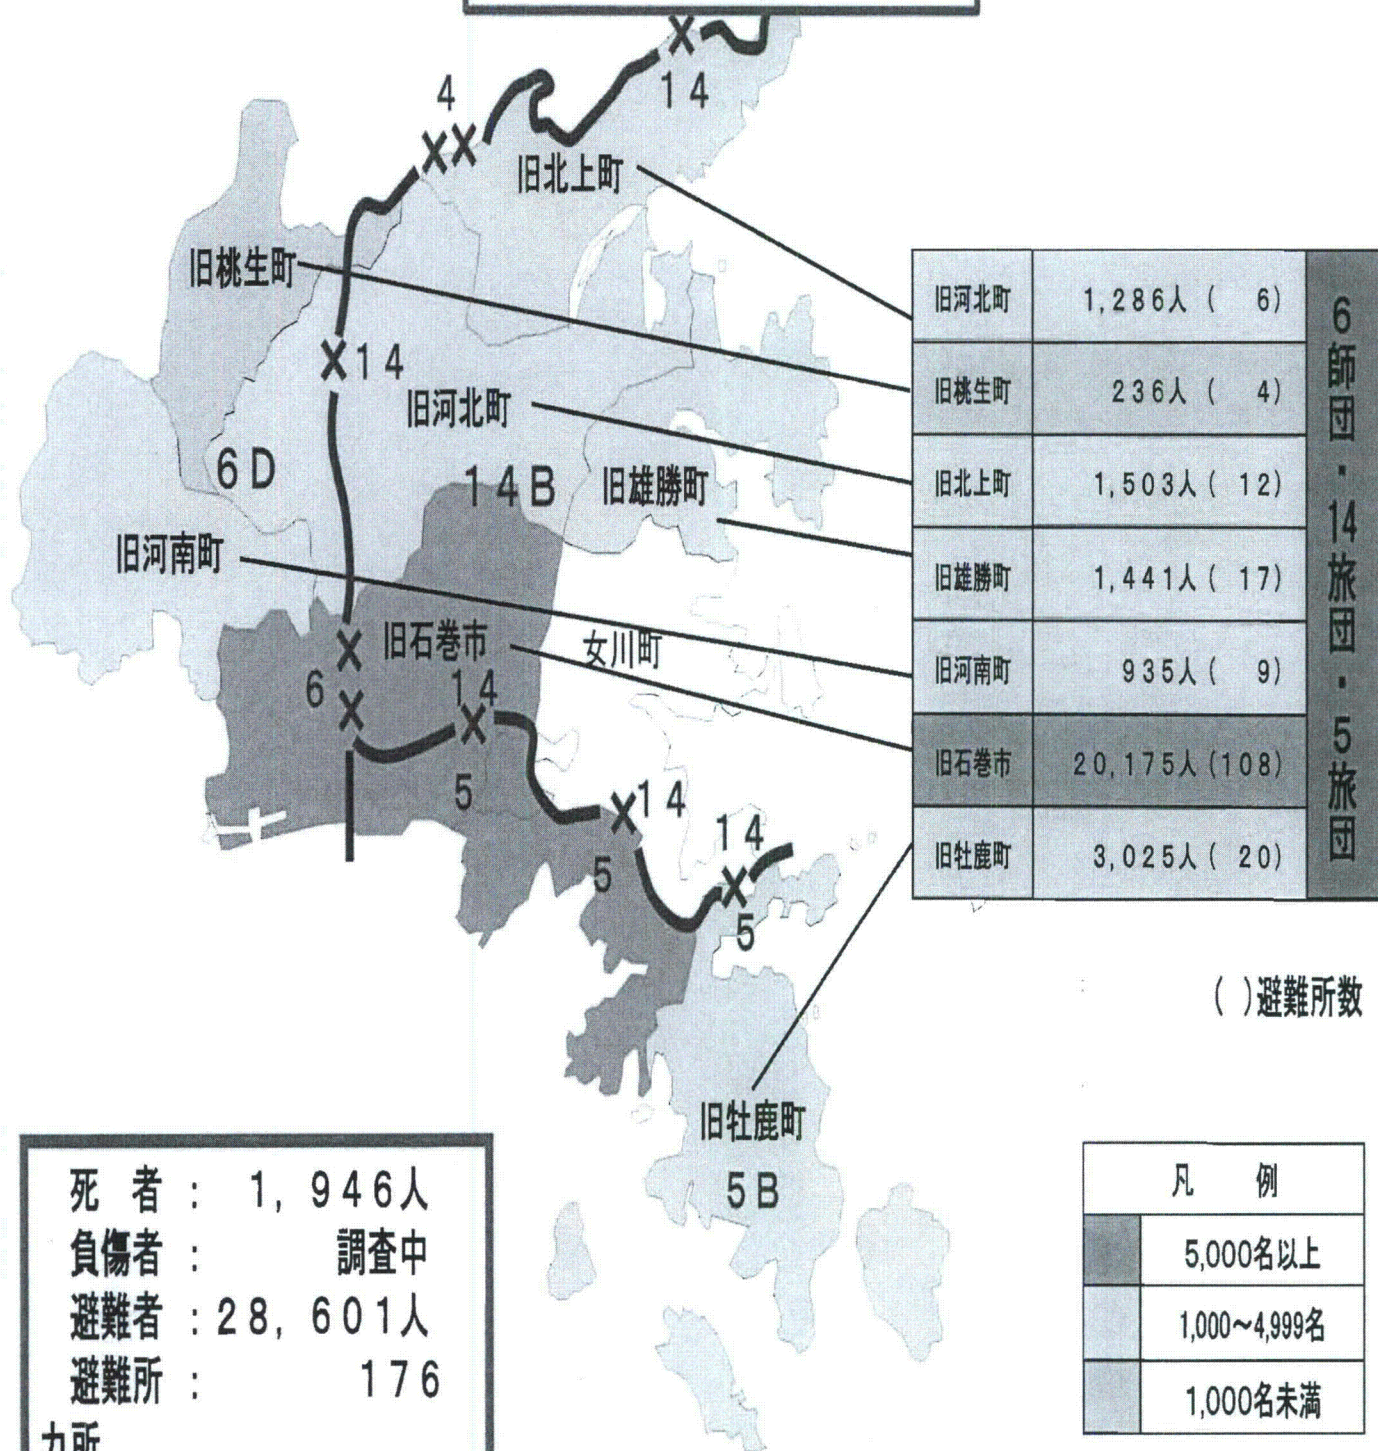 14
4
旧北上町
旧桃生町
14
旧河北町
6D
14B
旧雄勝町
旧河南町
旧石巻市
女川町
6
14
5
14
5
14
5
旧牡鹿町
5B
旧河北町 1,286人( 6)
旧桃生町 236人( 4)
旧北上町 1,503人( 12)
旧雄勝町 1,441人( 17)
旧河南町 935人( 9)
旧石巻市 20,175人(108)
旧牡鹿町 3,025人( 20)
6師団・14旅団・5旅団
( )避難所数
死者: 1,946人
負傷者: 調査中
避難者:28,601人
避難所: 176
カ所
凡 例
5,000名以上
1,000~4,999名
1,000名未満